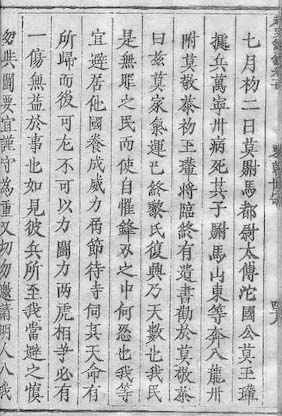 七月初二日莫駙馬都尉太傅沱國公莫玉璉
擁兵萬寧州病死其子駙馬山東等奔入龍州
附莫敬恭初玉璉將臨終有遺書勸於莫敬恭
曰茲莫家氣運已終黎氏復興乃天數也我民
是無罪之民而使自罹鋒刃之中何忍也我等
宜避居他國養成威力屈節待寺伺其天命有
所歸而後可尤不可以力鬪力兩虎相爭必有
一傷無益於事也如見彼兵所至我當避之慎
勿與鬪要宜謹守為重又切勿邀請明人入我